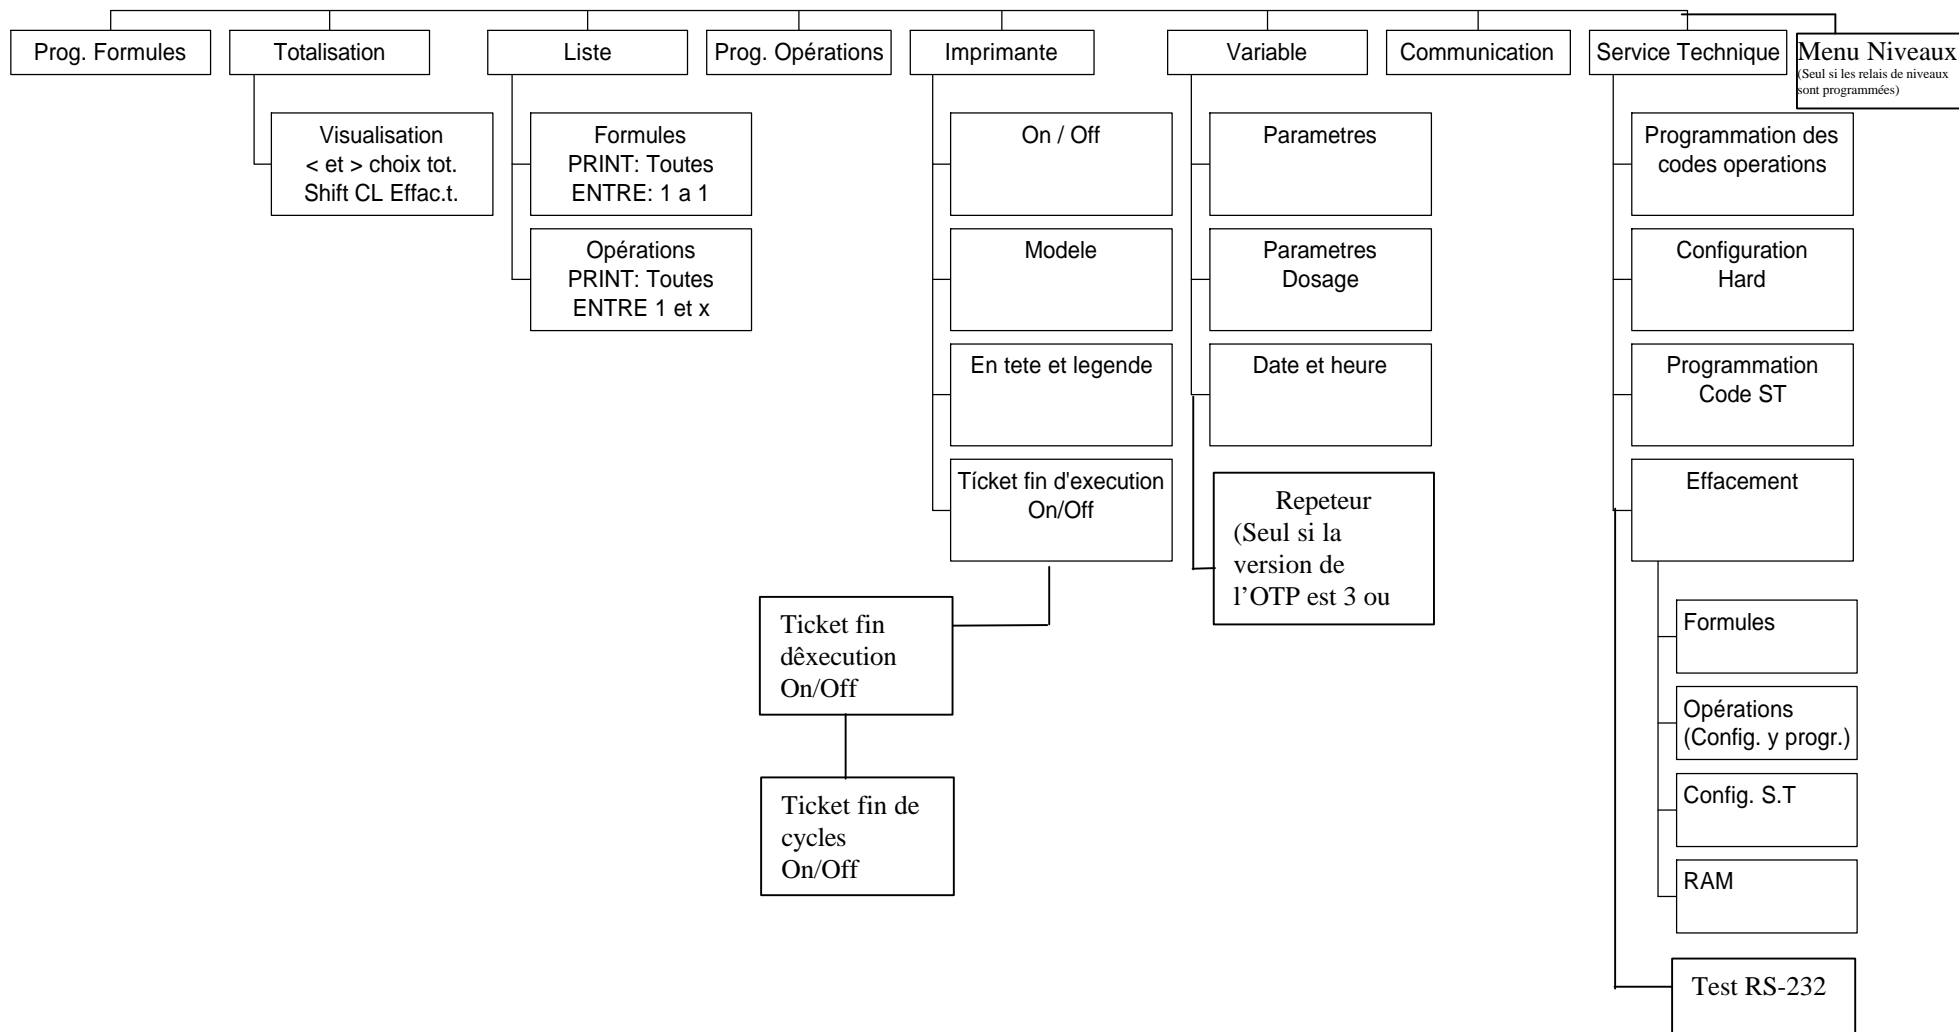 Prog. Formules
Totalisation
Liste
Prog. Opérations
Imprimante
Variable
Communication
Service Technique
Menu Niveaux
(Seul si les relais de niveaux
sont programmées)
Visualisation
< et > choix tot.
Shift CL Effac.t.
Formules
PRINT: Toutes
ENTRE: 1 a 1
Opérations
PRINT: Toutes
ENTRE 1 et x
On / Off
Modele
En tete et legende
Tícket fin d'execution
On/Off
Ticket fin
dêxecution
On/Off
Ticket fin de
cycles
On/Off
Parametres
Parametres
Dosage
Date et heure
Repeteur
(Seul si la
version de
l’OTP est 3 ou
Programmation des
codes operations
Configuration
Hard
Programmation
Code ST
Effacement
Formules
Opérations
(Config. y progr.)
Config. S.T
RAM
Test RS-232